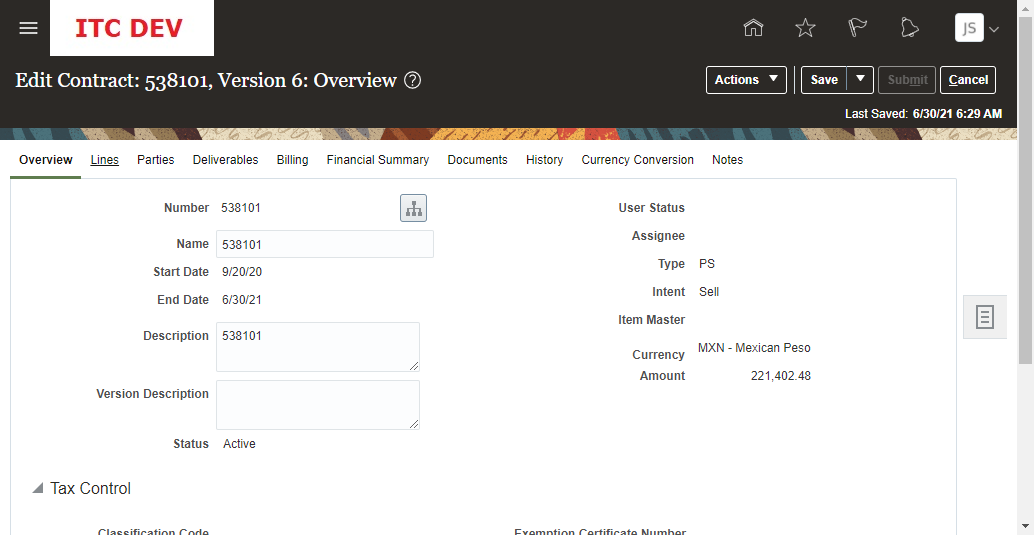 ITC DEV
JS
Edit Contract: 538101, Version 6: Overview ?
Actions Save Submit Cancel
Last Saved: 6/30/21 6:29 AM
Overview Lines Parties Deliverables Billing Financial Summary Documents History Currency Conversion Notes
Number 538101
Name 538101
Start Date 9/20/20
End Date 6/30/21
Description 538101
Version Description
Status Active
User Status
Assignee
Type PS
Intent Sell
Item Master
Currency MXN - Mexican Peso
Amount 221,402.48
Tax Control
Classification Code Exemption Certificate Number